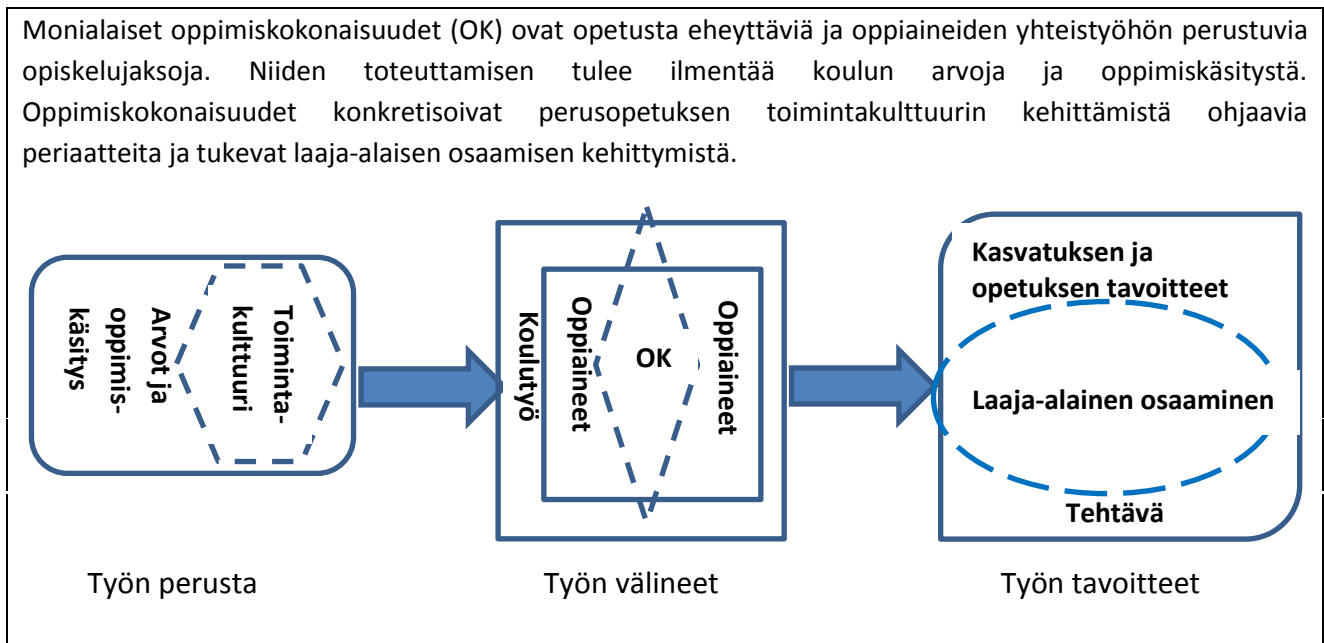 Monialaiset oppimiskokonaisuudet (OK) ovat opetusta eheyttäviä ja oppiaineiden yhteistyöhön perustuvia
opiskelujaksoja. Niiden toteuttamisen tulee ilmentää koulun arvoja ja oppimiskäsitystä.
Oppimiskokonaisuudet konkretisoivat perusopetuksen toimintakulttuurin kehittämistä ohjaavia
periaatteita ja tukevat laaja-alaisen osaamisen kehittymistä.
Toiminta-
kulttuuri
Arvot ja
oppimis-
käsitys
Koulutyö
Oppiaineet
OK
Oppiaineet
Kasvatuksen ja
opetuksen tavoitteet
Laaja-alainen osaaminen
Tehtävä
Työn perusta
Työn välineet
Työn tavoitteet